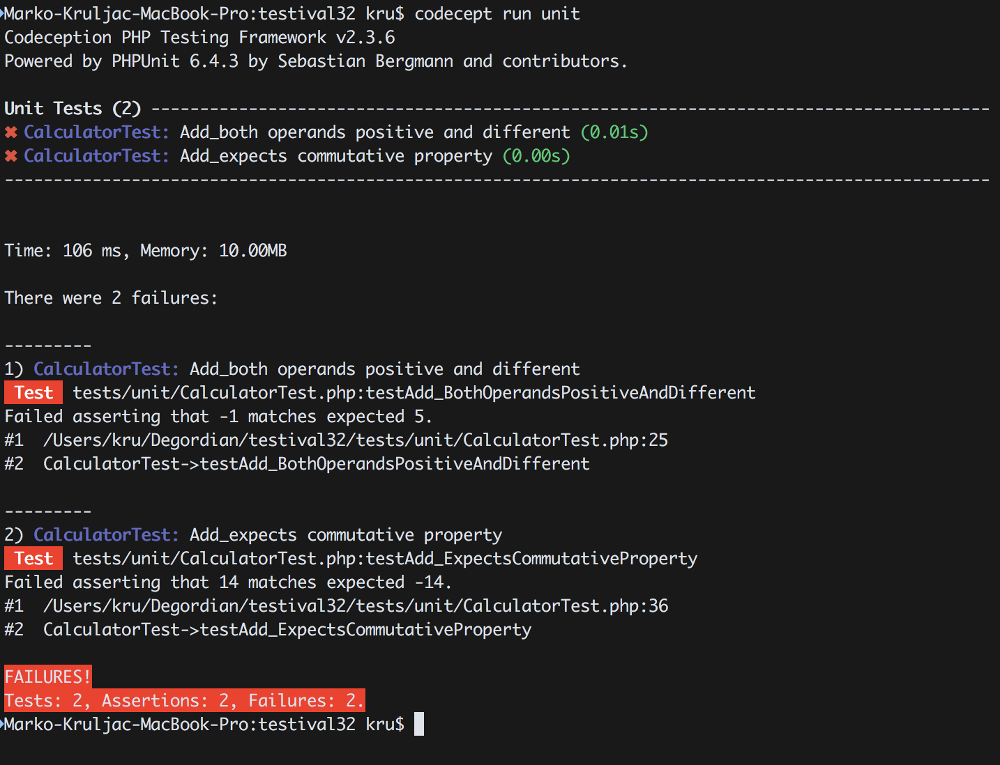 Marko-Kruljac-MacBook-Pro:testival32 kru$ codecept run unit
Codeception PHP Testing Framework v2.3.6
Powered by PHPUnit 6.4.3 by Sebastian Bergmann and contributors.
Unit Tests (2) --------------------------------------------------------------------------------------
✖ CalculatorTest: Add_both operands positive and different (0.01s)
✖ CalculatorTest: Add_expects commutative property (0.00s)
-----------------------------------------------------------------------------------------------------
Time: 106 ms, Memory: 10.00MB
There were 2 failures:
---------
1) CalculatorTest: Add_both operands positive and different
Test tests/unit/CalculatorTest.php:testAdd_BothOperandsPositiveAndDifferent
Failed asserting that -1 matches expected 5.
#1 /Users/kru/Degordian/testival32/tests/unit/CalculatorTest.php:25
#2 CalculatorTest->testAdd_BothOperandsPositiveAndDifferent
---------
2) CalculatorTest: Add_expects commutative property
Test tests/unit/CalculatorTest.php:testAdd_ExpectsCommutativeProperty
Failed asserting that 14 matches expected -14.
#1 /Users/kru/Degordian/testival32/tests/unit/CalculatorTest.php:36
#2 CalculatorTest->testAdd_ExpectsCommutativeProperty
FAILURES!
Tests: 2, Assertions: 2, Failures: 2.
Marko-Kruljac-MacBook-Pro:testival32 kru$